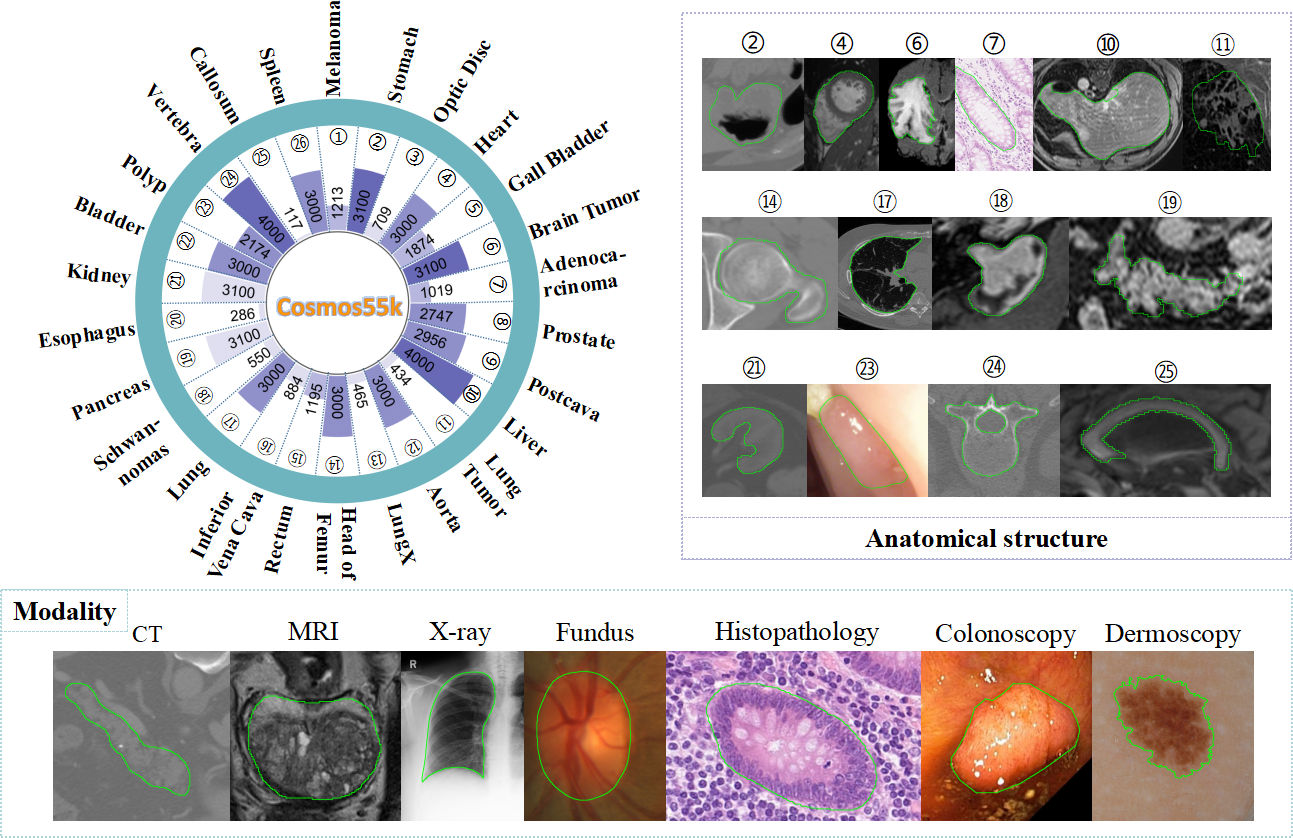 Melanoma
Stomach
Optic Disc
Heart
Gall Bladder
Brain Tumor
Adenoca-
rcinoma
Prostate
Postcava
Liver
Lung
Tumor
Aorta
LungX
Head of
Femur
Rectum
Inferior
Vena Cava
Lung
Schwan-
nomas
Pancreas
Esophagus
Kidney
Bladder
Polyp
Vertebra
Callosum
Spleen
① 1213
② 3100
③ 709
④ 3000
⑤ 1874
⑥ 3100
⑦ 1019
⑧ 2747
⑨ 2956
⑩ 4000
⑪ 434
⑫ 3000
⑬ 465
⑭ 3000
⑮ 1195
⑯ 884
⑰ 3000
⑱ 550
⑲ 3100
⑳ 286
㉑ 3100
㉒ 3000
㉓ 2174
㉔ 4000
㉕ 117
㉖ 3000
Cosmos55k
② ④ ⑥ ⑦ ⑩ ⑪
⑭ ⑰ ⑱ ⑲
㉑ ㉓ ㉔ ㉕
Anatomical structure
Modality
CT MRI X-ray Fundus Histopathology Colonoscopy Dermoscopy
R